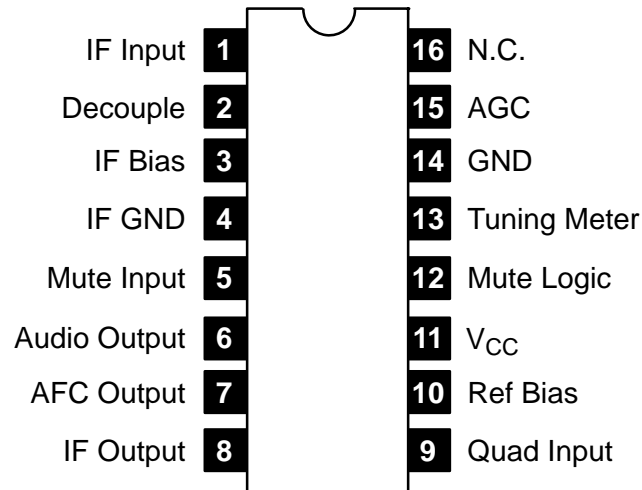 IF Input 1 16 N.C.
Decouple 2 15 AGC
IF Bias 3 14 GND
IF GND 4 13 Tuning Meter
Mute Input 5 12 Mute Logic
Audio Output 6 11 VCC
AFC Output 7 10 Ref Bias
IF Output 8 9 Quad Input